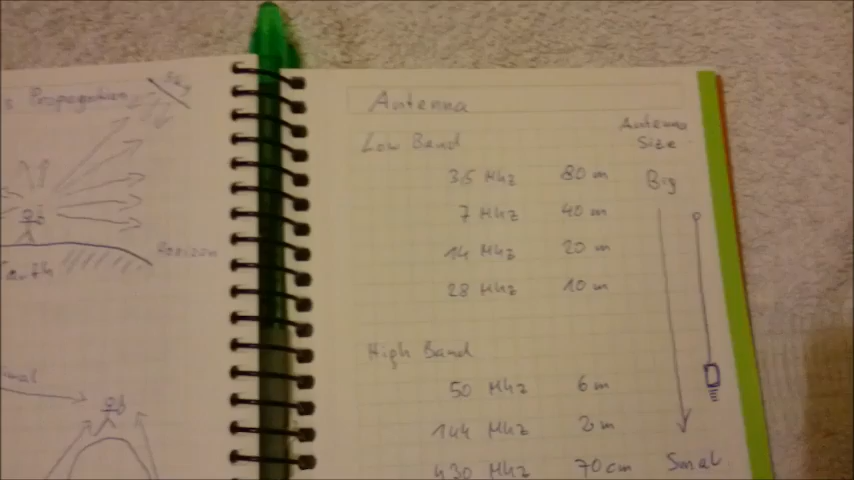 s Propagation
Sky
Horizon
Earth
Antenna
Antenna
Size
Low Band
3.5 MHz 80 m Big
7 MHz 40 m
14 MHz 20 m
28 MHz 10 m
High Band
50 MHz 6 m
144 MHz 2 m
430 MHz 70 cm Smal